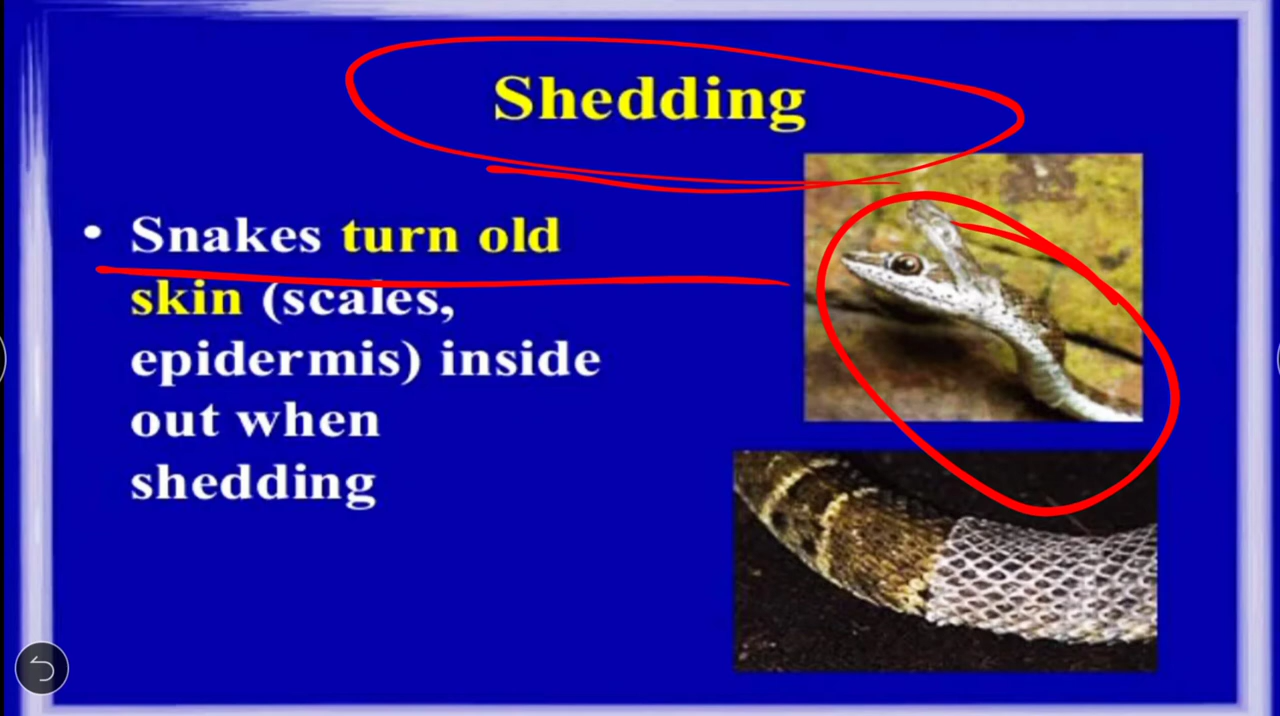 Shedding
• Snakes turn old
skin (scales,
epidermis) inside
out when
shedding